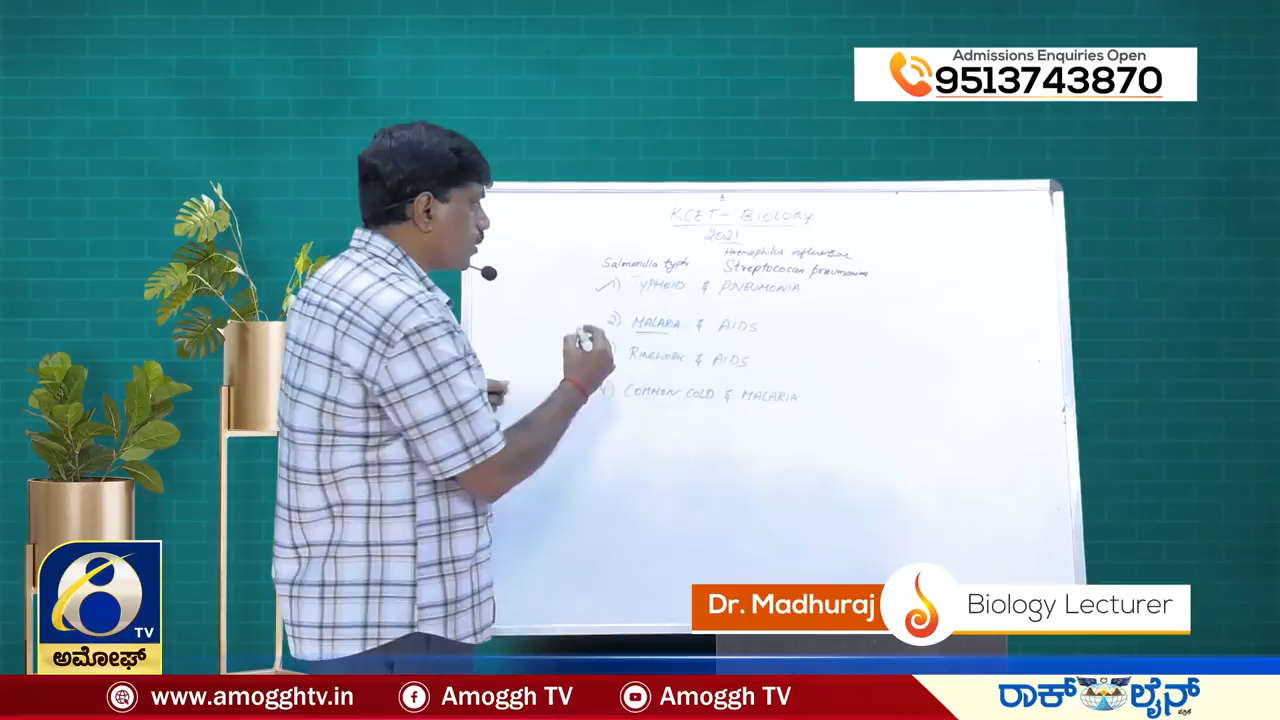 Admissions Enquiries Open
9513743870
KCET - BIOLOGY
2021
Haemophilus influenzae
Salmonella typhi Streptococcus pneumoniae
1) TYPHOID & PNEUMONIA
2) MALARIA & AIDS
RINGWORM & AIDS
) COMMON COLD & MALARIA
Dr. Madhuraj Biology Lecturer
TV
ಅಮೋಘ್
www.amogghtv.in Amoggh TV Amoggh TV ರಾಕ್ ಲೈನ್